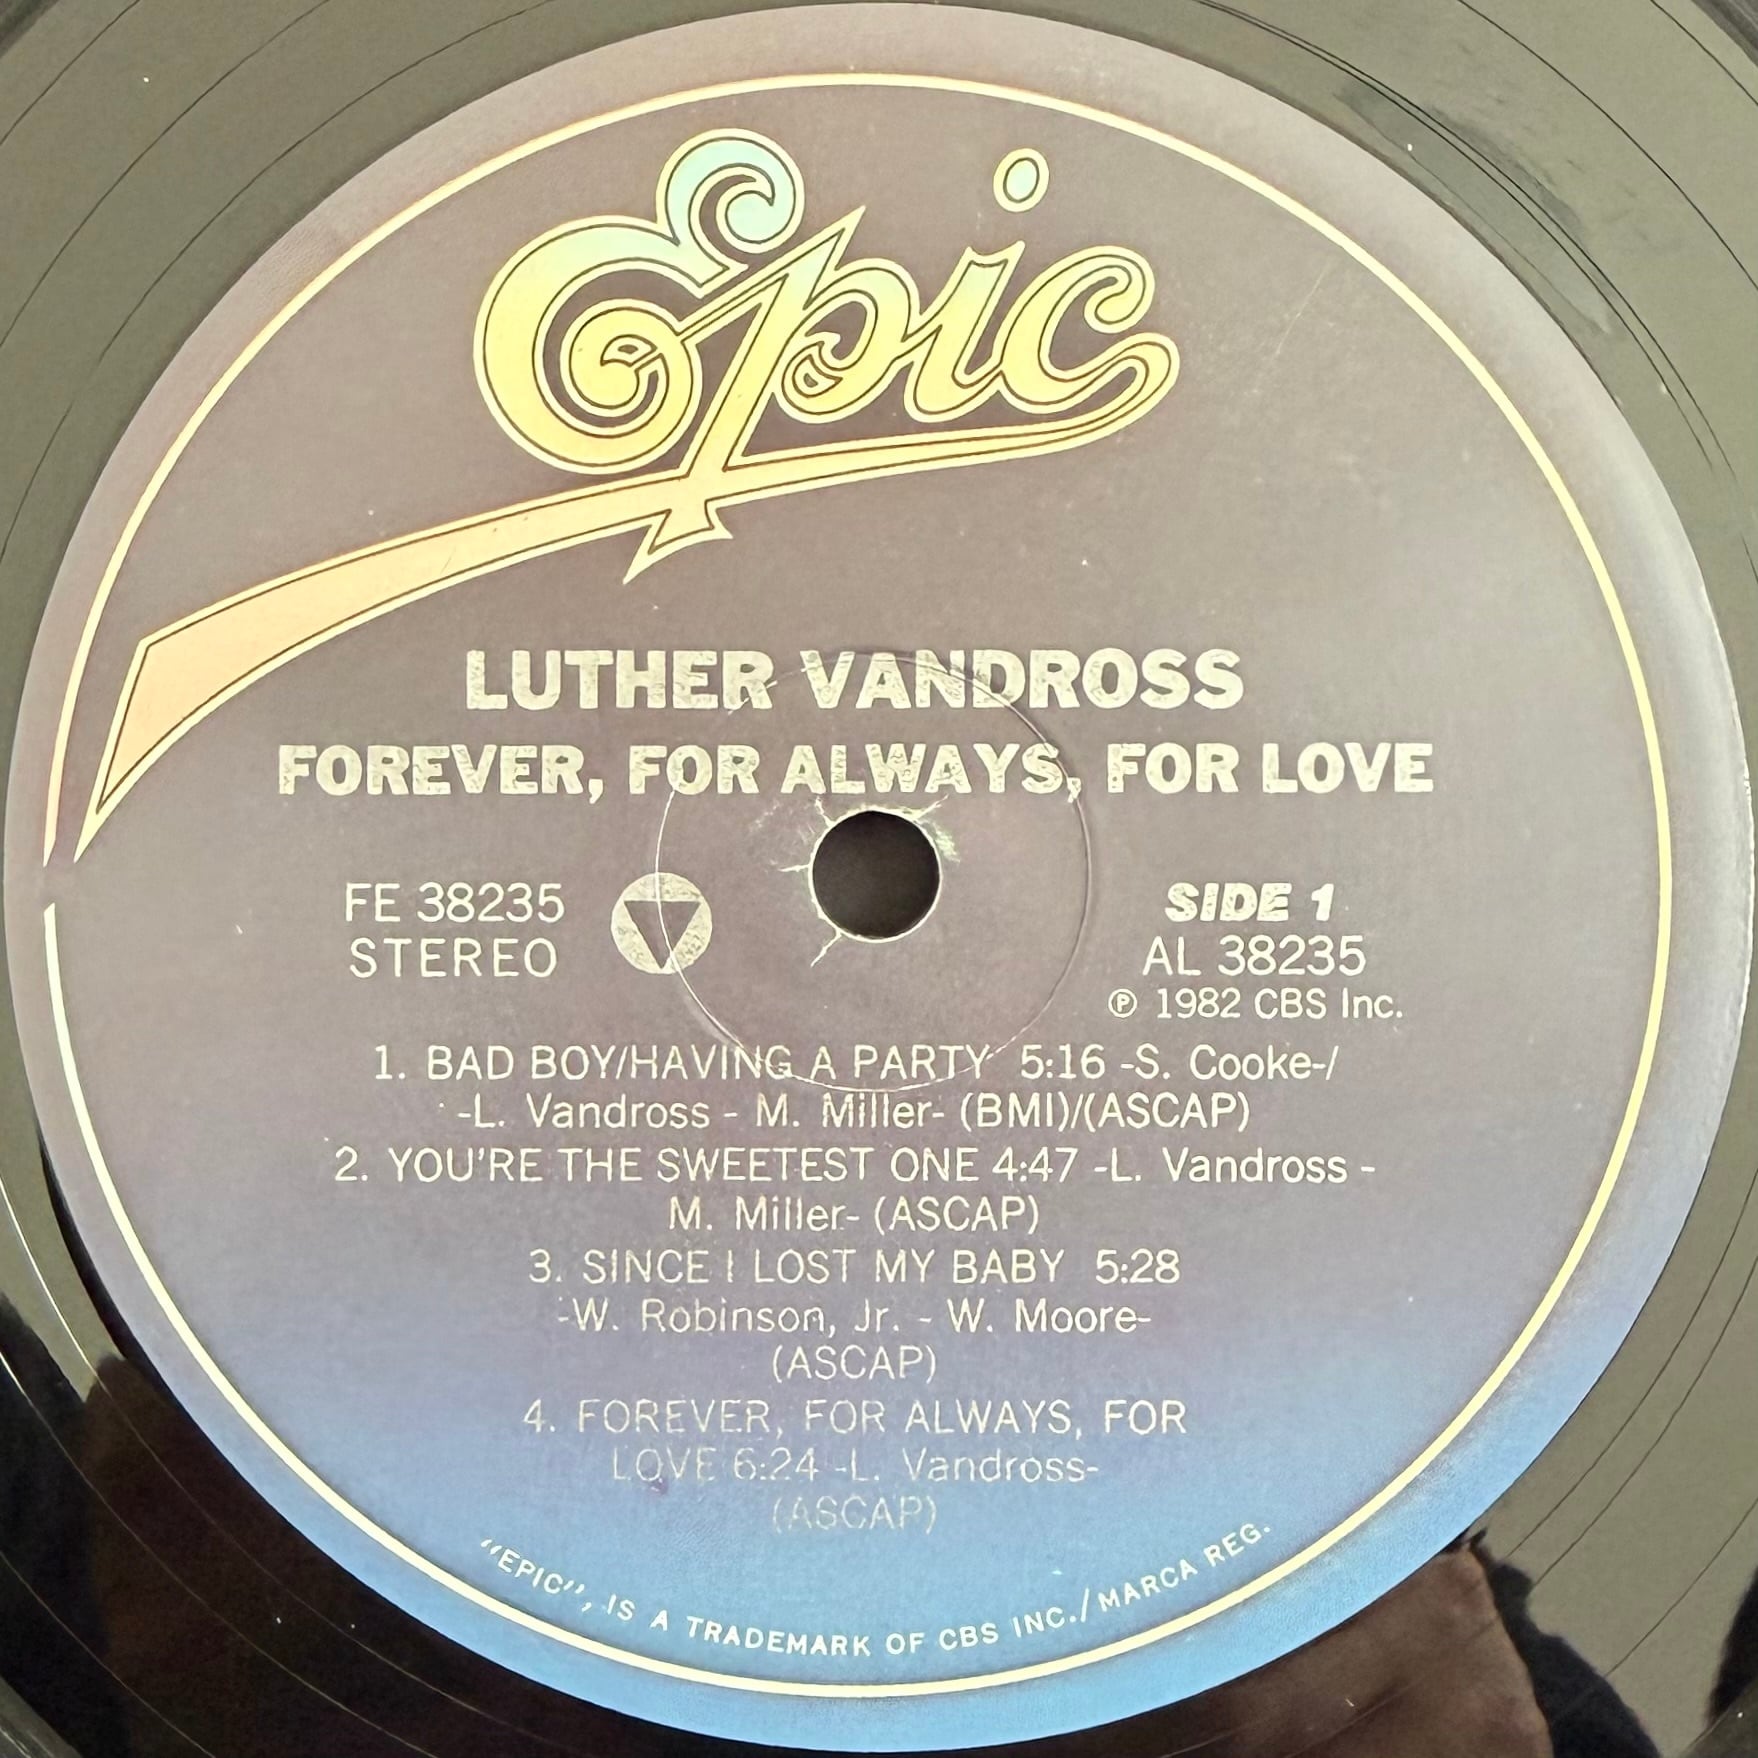 Epic
LUTHER VANDROSS
FOREVER, FOR ALWAYS, FOR LOVE
FE 38235
STEREO
SIDE 1
AL 38235
℗ 1982 CBS Inc.
1. BAD BOY/HAVING A PARTY 5:16 -S. Cooke-/
-L. Vandross - M. Miller- (BMI)/(ASCAP)
2. YOU'RE THE SWEETEST ONE 4:47 -L. Vandross -
M. Miller- (ASCAP)
3. SINCE I LOST MY BABY 5:28
-W. Robinson, Jr. - W. Moore-
(ASCAP)
4. FOREVER, FOR ALWAYS, FOR
LOVE 6:24 -L. Vandross-
(ASCAP)
"EPIC", IS A TRADEMARK OF CBS INC./MARCA REG.